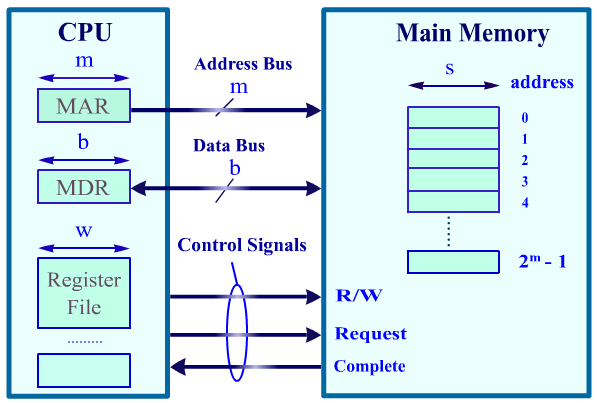 CPU
m
MAR
b
MDR
w
Register
File
.........
Address Bus
m
Data Bus
b
Control Signals
Main Memory
s
address
0
1
2
3
4
2ᵐ - 1
R/W
Request
Complete